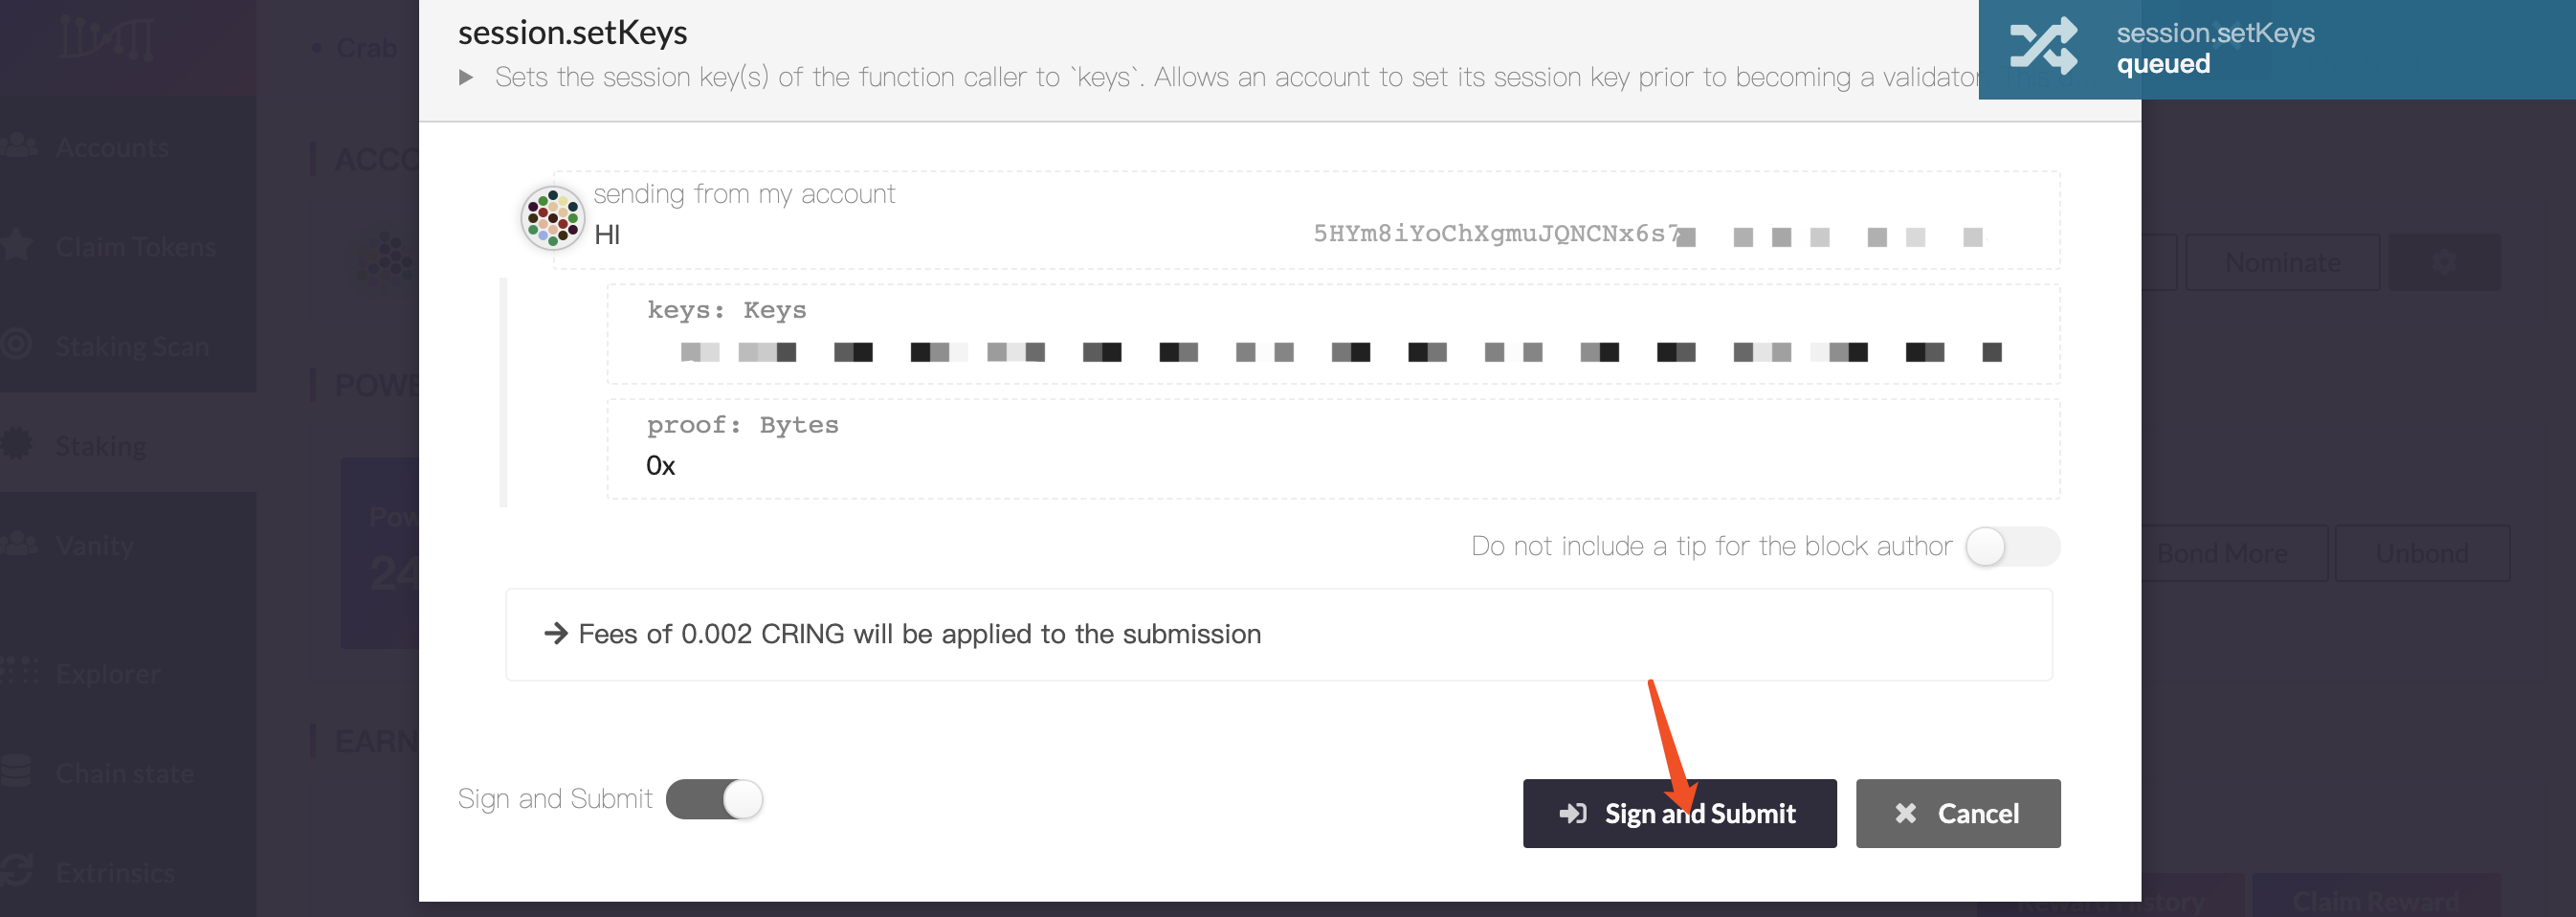 session.setKeys
Sets the session key(s) of the function caller to `keys`. Allows an account to set its session key prior to becoming a validator
session.setKeys
queued
Crab
Accounts
Claim Tokens
Staking Scan
Staking
Vanity
Explorer
Chain state
Extrinsics
ACCO
POWE
Pow
24
EARN
sending from my account
HI
5HYm8iYoChXgmuJQNCNx6s7
keys: Keys
proof: Bytes
0x
Do not include a tip for the block author
Fees of 0.002 CRING will be applied to the submission
Sign and Submit
Sign and Submit
Cancel
Nominate
Bond More
Unbond
Reward History
Claim Reward